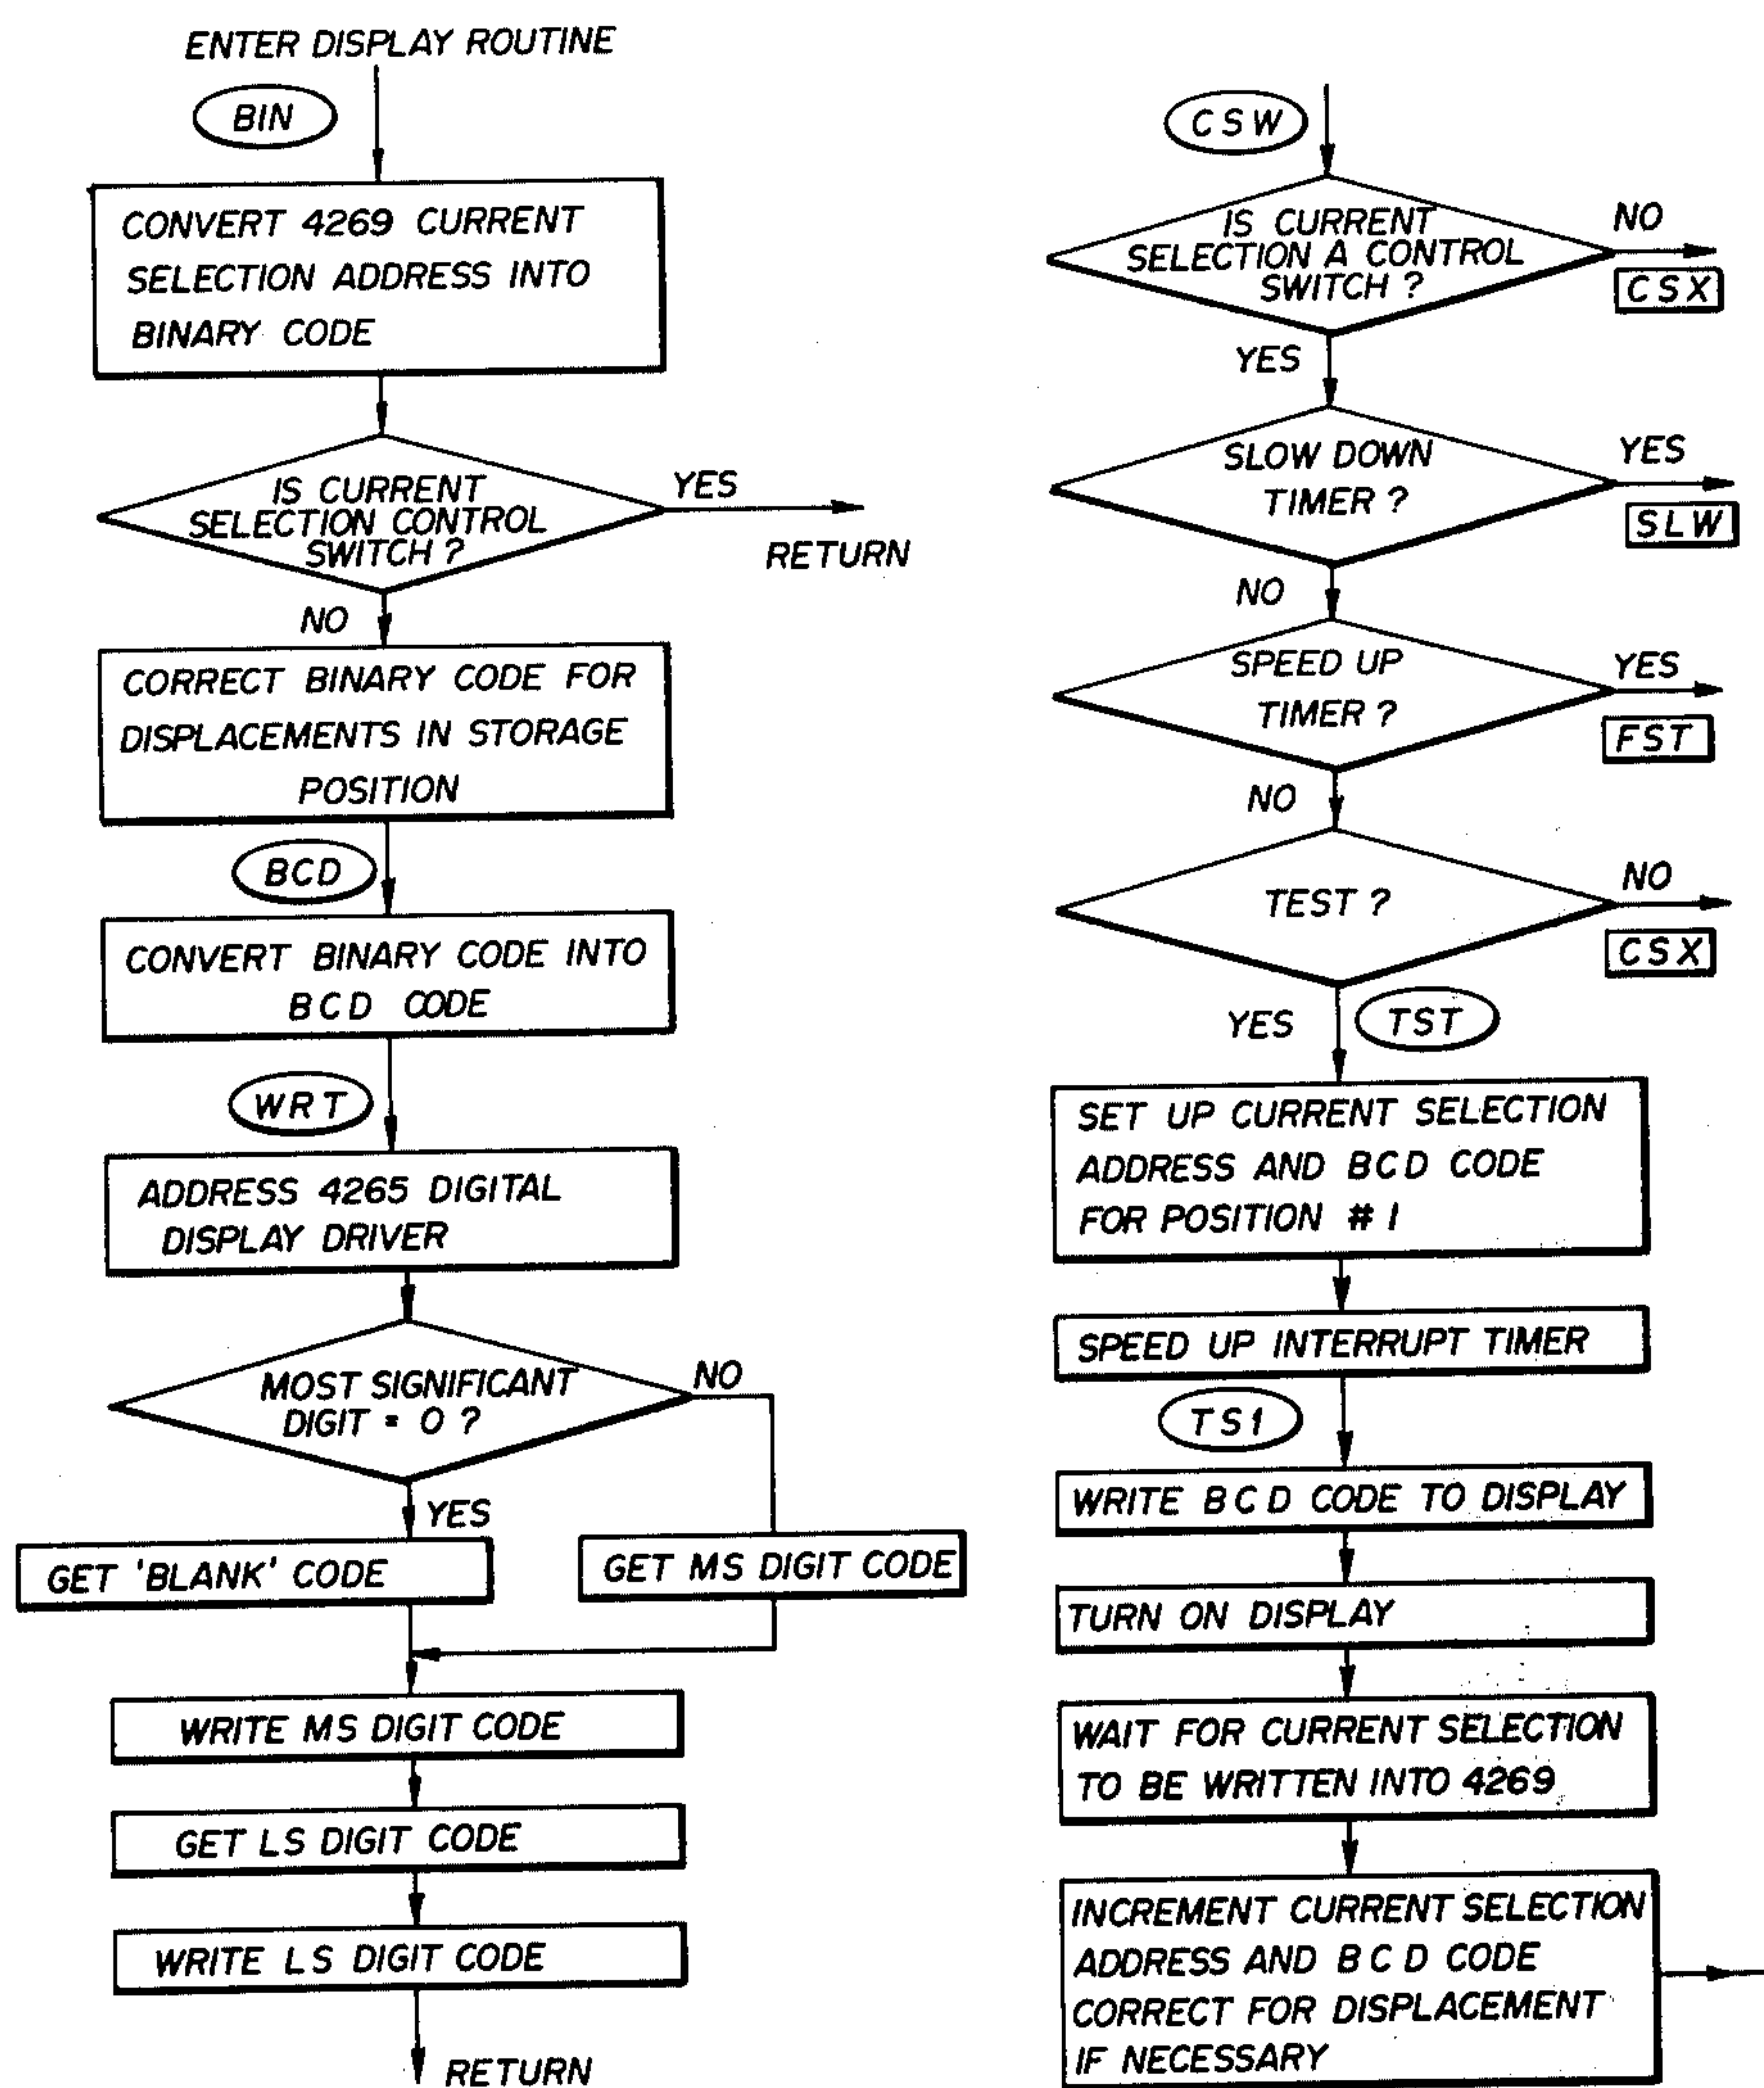 ENTER DISPLAY ROUTINE
BIN
CONVERT 4269 CURRENT
SELECTION ADDRESS INTO
BINARY CODE
IS CURRENT
SELECTION CONTROL
SWITCH ?
YES
RETURN
NO
CORRECT BINARY CODE FOR
DISPLACEMENTS IN STORAGE
POSITION
BCD
CONVERT BINARY CODE INTO
BCD CODE
WRT
ADDRESS 4265 DIGITAL
DISPLAY DRIVER
MOST SIGNIFICANT
DIGIT = 0 ?
NO
YES
GET 'BLANK' CODE
GET MS DIGIT CODE
WRITE MS DIGIT CODE
GET LS DIGIT CODE
WRITE LS DIGIT CODE
RETURN
CSW
IS CURRENT
SELECTION A CONTROL
SWITCH ?
NO
CSX
YES
SLOW DOWN
TIMER ?
YES
SLW
NO
SPEED UP
TIMER ?
YES
FST
NO
TEST ?
NO
CSX
YES
TST
SET UP CURRENT SELECTION
ADDRESS AND BCD CODE
FOR POSITION # 1
SPEED UP INTERRUPT TIMER
TS1
WRITE BCD CODE TO DISPLAY
TURN ON DISPLAY
WAIT FOR CURRENT SELECTION
TO BE WRITTEN INTO 4269
INCREMENT CURRENT SELECTION
ADDRESS AND BCD CODE
CORRECT FOR DISPLACEMENT
IF NECESSARY